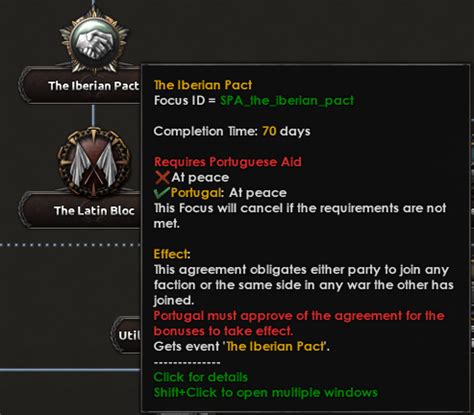 The Iberian Pact
The Iberian Pact
Focus ID = SPA_the_iberian_pact
Completion Time: 70 days
Requires Portuguese Aid
At peace
Portugal: At peace
This Focus will cancel if the requirements are not
met.
The Latin Bloc
Effect:
This agreement obligates either party to join any
faction or the same side in any war the other has
joined.
Portugal must approve of the agreement for the
bonuses to take effect.
Util
Gets event 'The Iberian Pact'.
--------------
Click for details
Shift+Click to open multiple windows